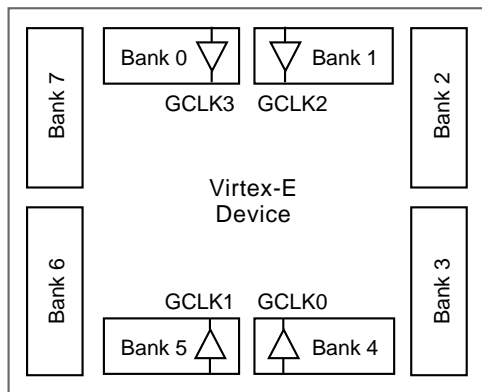 Bank 0
Bank 1
GCLK3
GCLK2
Bank 7
Bank 2
Virtex-E
Device
Bank 6
Bank 3
GCLK1
GCLK0
Bank 5
Bank 4